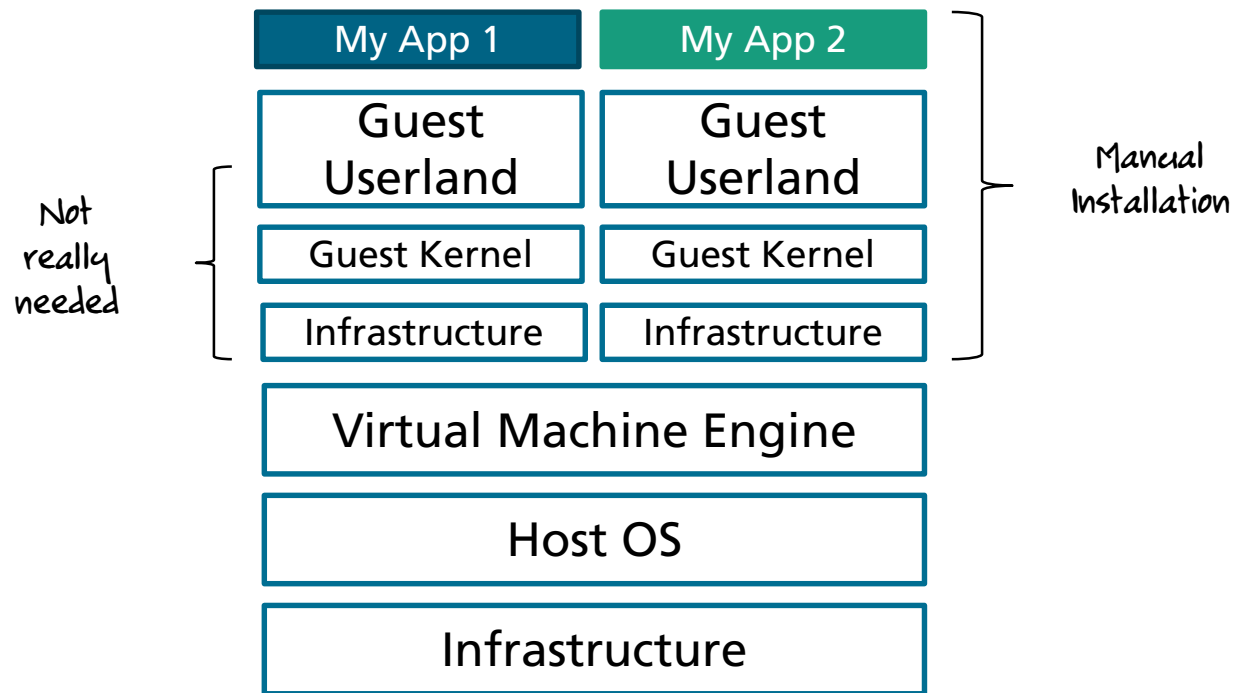 My App 1
My App 2
Guest
Userland
Guest
Userland
Guest Kernel
Guest Kernel
Infrastructure
Infrastructure
Virtual Machine Engine
Host OS
Infrastructure
Not
really
needed
Manual
Installation